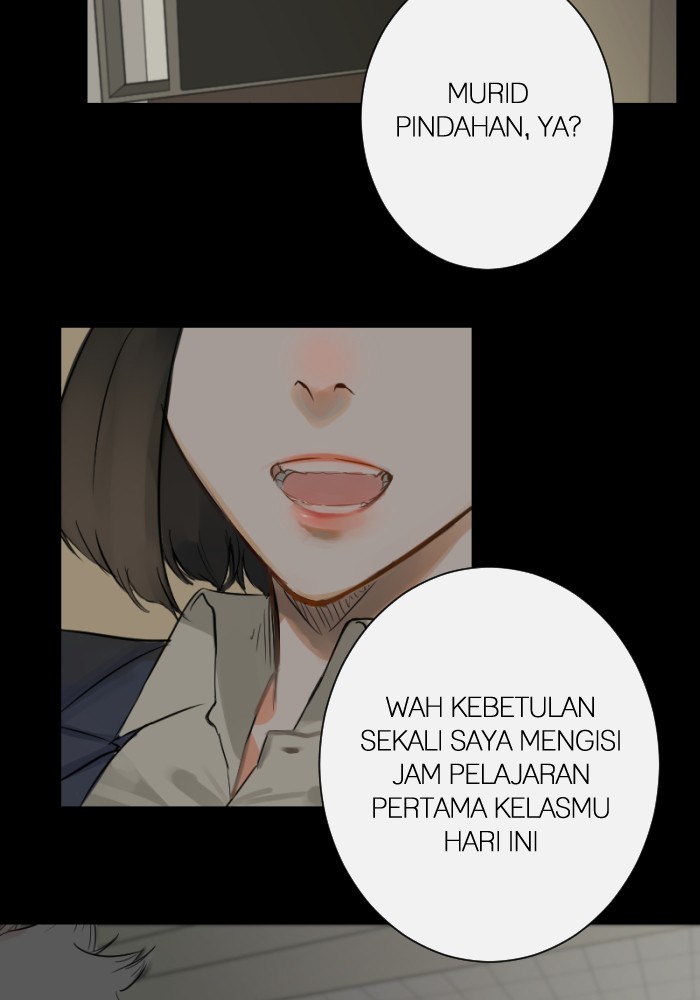 MURID
PINDAHAN, YA?
WAH KEBETULAN
SEKALI SAYA MENGISI
JAM PELAJARAN
PERTAMA KELASMU
HARI INI